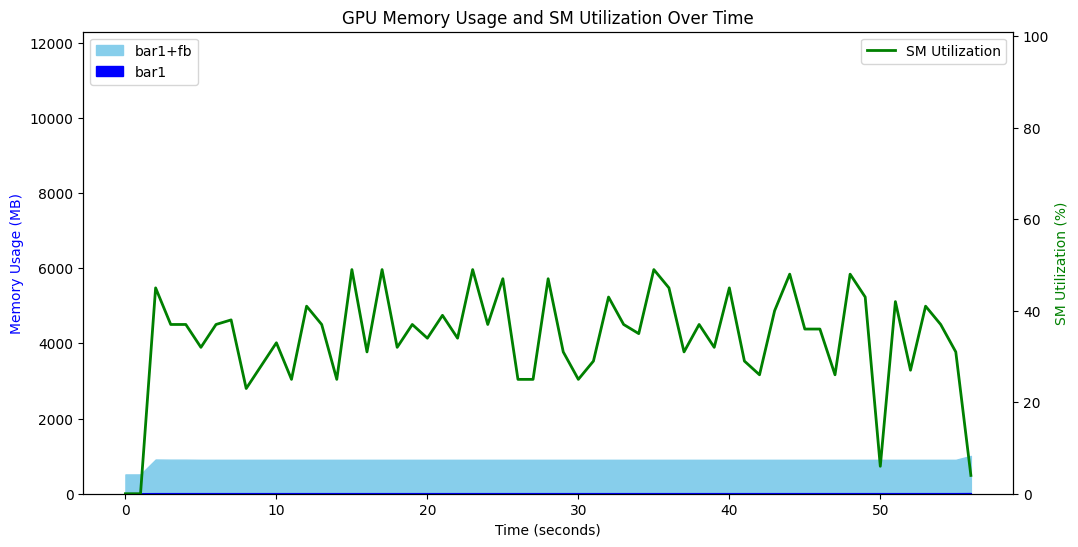 GPU Memory Usage and SM Utilization Over Time
bar1+fb
bar1
SM Utilization
Memory Usage (MB)
12000
10000
8000
6000
4000
2000
0
100
80
60
40
20
0
SM Utilization (%)
0 10 20 30 40 50
Time (seconds)